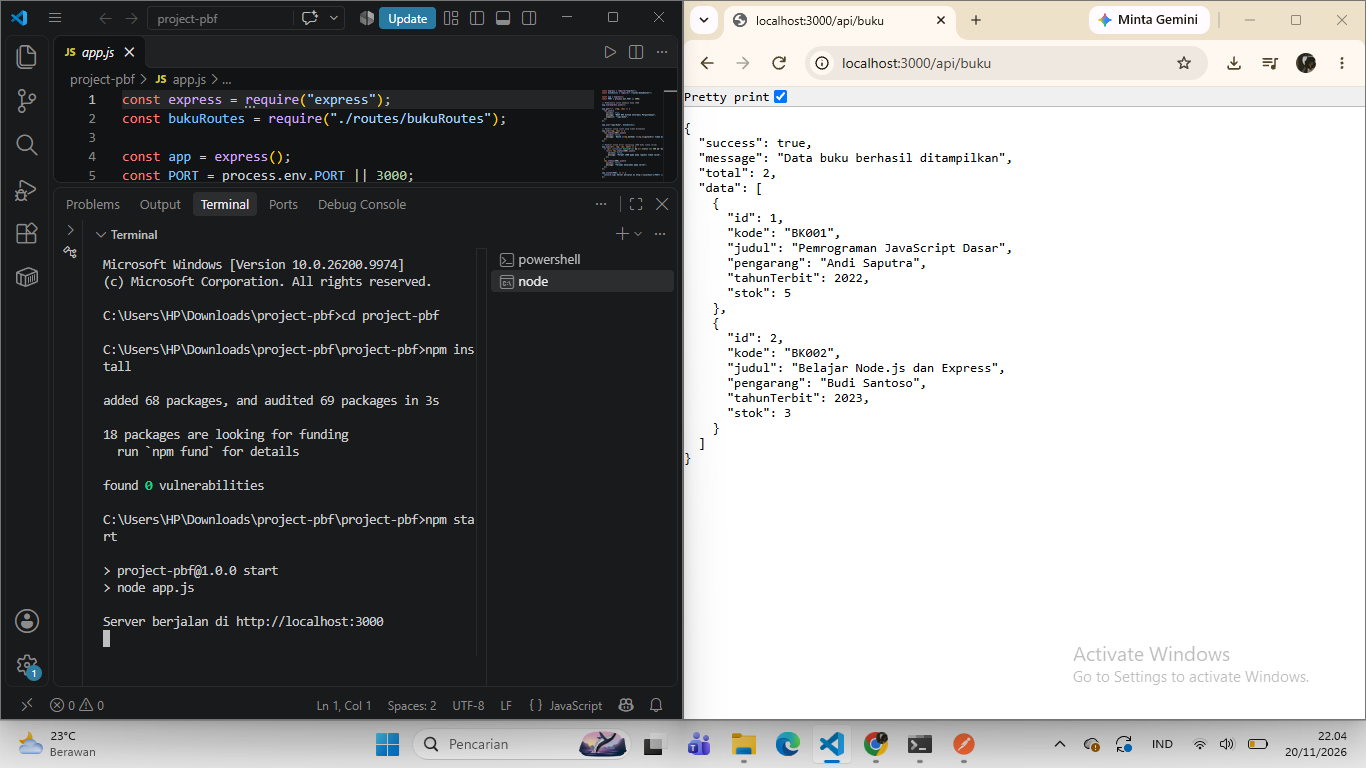 project-pbf
Update
JS app.js
project-pbf > JS app.js > ...
1 const express = require("express");
2 const bukuRoutes = require("./routes/bukuRoutes");
3
4 const app = express();
5 const PORT = process.env.PORT || 3000;
Problems Output Terminal Ports Debug Console
Terminal
powershell
node
Microsoft Windows [Version 10.0.26200.9974]
(c) Microsoft Corporation. All rights reserved.
C:\Users\HP\Downloads\project-pbf>cd project-pbf
C:\Users\HP\Downloads\project-pbf\project-pbf>npm ins
tall
added 68 packages, and audited 69 packages in 3s
18 packages are looking for funding
run `npm fund` for details
found 0 vulnerabilities
C:\Users\HP\Downloads\project-pbf\project-pbf>npm sta
rt
> project-pbf@1.0.0 start
> node app.js
Server berjalan di http://localhost:3000
1
0 0 Ln 1, Col 1 Spaces: 2 UTF-8 LF { } JavaScript
localhost:3000/api/buku
Minta Gemini
localhost:3000/api/buku
Pretty print
{
"success": true,
"message": "Data buku berhasil ditampilkan",
"total": 2,
"data": [
{
"id": 1,
"kode": "BK001",
"judul": "Pemrograman JavaScript Dasar",
"pengarang": "Andi Saputra",
"tahunTerbit": 2022,
"stok": 5
},
{
"id": 2,
"kode": "BK002",
"judul": "Belajar Node.js dan Express",
"pengarang": "Budi Santoso",
"tahunTerbit": 2023,
"stok": 3
}
]
}
Activate Windows
Go to Settings to activate Windows.
23°C
Berawan
Pencarian
IND
22.04
20/11/2026